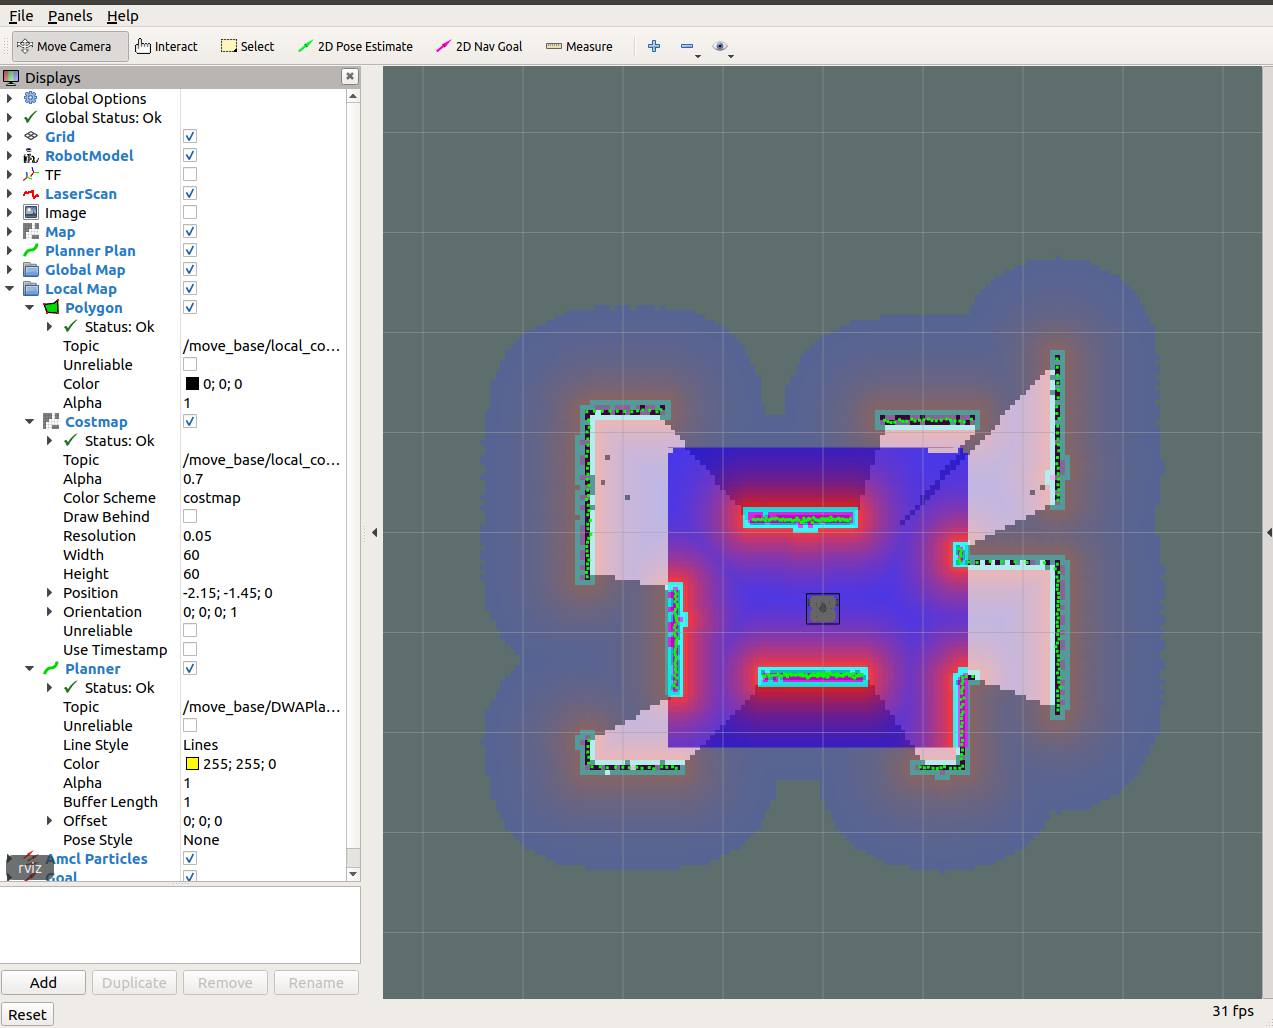 File Panels Help
Move Camera Interact Select 2D Pose Estimate 2D Nav Goal Measure
Displays
Global Options
Global Status: Ok
Grid
RobotModel
TF
LaserScan
Image
Map
Planner Plan
Global Map
Local Map
Polygon
Status: Ok
Topic /move_base/local_co...
Unreliable
Color 0; 0; 0
Alpha 1
Costmap
Status: Ok
Topic /move_base/local_co...
Alpha 0.7
Color Scheme costmap
Draw Behind
Resolution 0.05
Width 60
Height 60
Position -2.15; -1.45; 0
Orientation 0; 0; 0; 1
Unreliable
Use Timestamp
Planner
Status: Ok
Topic /move_base/DWAPla...
Unreliable
Line Style Lines
Color 255; 255; 0
Alpha 1
Buffer Length 1
Offset 0; 0; 0
Pose Style None
Amcl Particles
rviz
Goal
Add Duplicate Remove Rename
Reset
31 fps